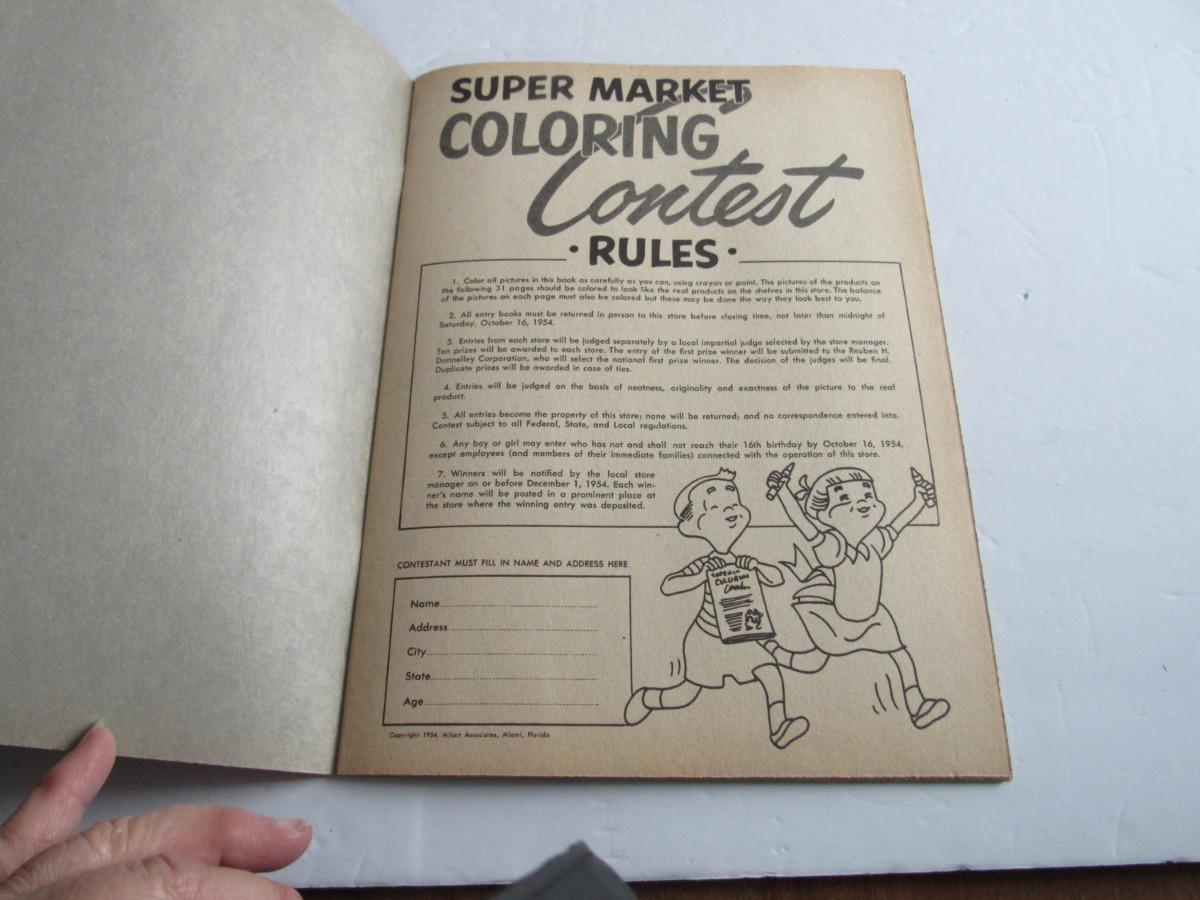 SUPER MARKET
COLORING
Contest
· RULES ·
1. Color all pictures in this book as carefully as you can, using crayon or paint. The pictures of the products on
the following 31 pages should be colored to look like the real products on the shelves in this store. The balance
of the pictures on each page must also be colored but these may be done the way they look best to you.
2. All entry books must be returned in person to this store before closing time, not later than midnight of
Saturday, October 16, 1954.
3. Entries from each store will be judged separately by a local impartial judge selected by the store manager.
Ten prizes will be awarded to each store. The entry of the first prize winner will be submitted to the Reuben H.
Donnelley Corporation, who will select the national first prize winner. The decision of the judges will be final.
Duplicate prizes will be awarded in case of ties.
4. Entries will be judged on the basis of neatness, originality and exactness of the picture to the real
product.
5. All entries become the property of this store; none will be returned; and no correspondence entered into.
Contest subject to all Federal, State, and Local regulations.
6. Any boy or girl may enter who has not and shall not reach their 16th birthday by October 16, 1954,
except employees (and members of their immediate families) connected with the operation of this store.
7. Winners will be notified by the local store
manager on or before December 1, 1954. Each win-
ner's name will be posted in a prominent place at
the store where the winning entry was deposited.
CONTESTANT MUST FILL IN NAME AND ADDRESS HERE
Name
Address
City
State
Age
Copyright 1954, Milart Associates, Miami, Florida